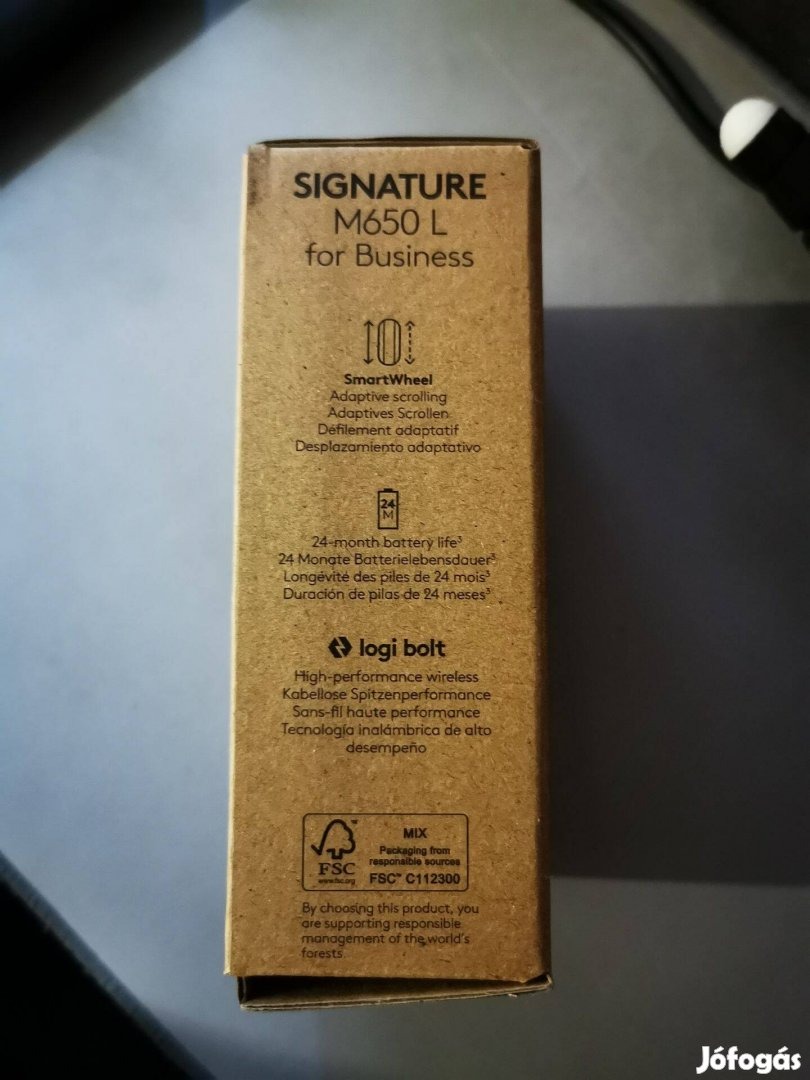 SIGNATURE
M650 L
for Business
SmartWheel
Adaptive scrolling
Adaptives Scrollen
Défilement adaptatif
Desplazamiento adaptativo
24
M
24-month battery life³
24 Monate Batterielebensdauer³
Longévité des piles de 24 mois³
Duración de pilas de 24 meses³
logi bolt
High-performance wireless
Kabellose Spitzenperformance
Sans-fil haute performance
Tecnología inalámbrica de alto
desempeño
FSC
www.fsc.org
MIX
Packaging from
responsible sources
FSC™ C112300
By choosing this product, you
are supporting responsible
management of the world's
forests.
Jófogás